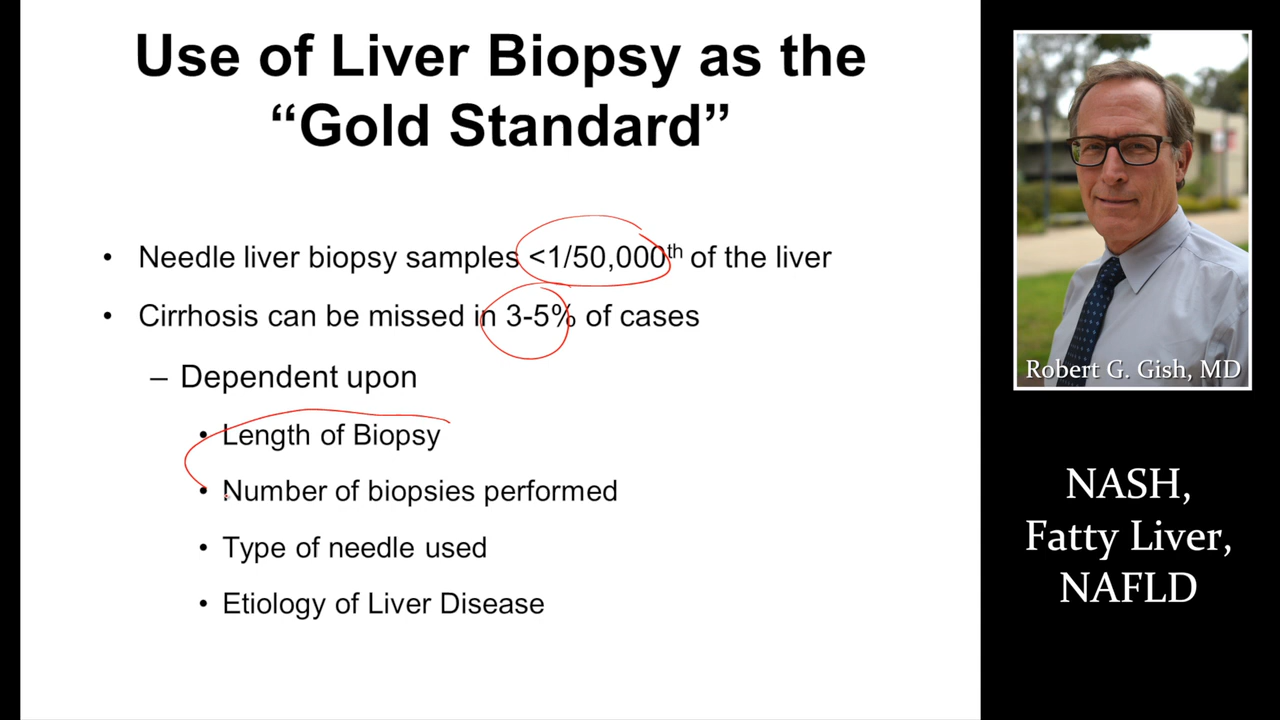 Use of Liver Biopsy as the
“Gold Standard”
• Needle liver biopsy samples <1/50,000th of the liver
• Cirrhosis can be missed in 3-5% of cases
– Dependent upon
• Length of Biopsy
• Number of biopsies performed
• Type of needle used
• Etiology of Liver Disease
Robert G. Gish, MD
NASH,
Fatty Liver,
NAFLD